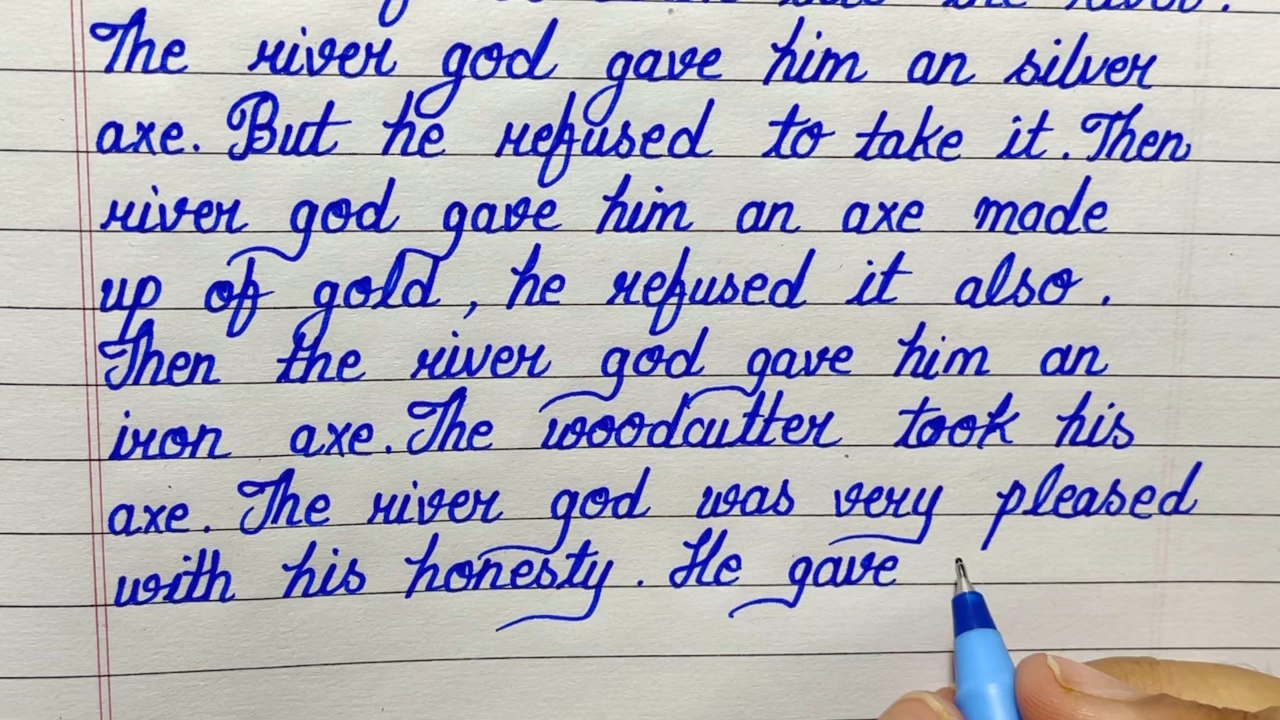 The river god gave him an silver
axe. But he refused to take it. Then
river god gave him an axe made
up of gold, he refused it also.
Then the river god gave him an
iron axe. The woodcutter took his
axe. The river god was very pleased
with his honesty. He gave